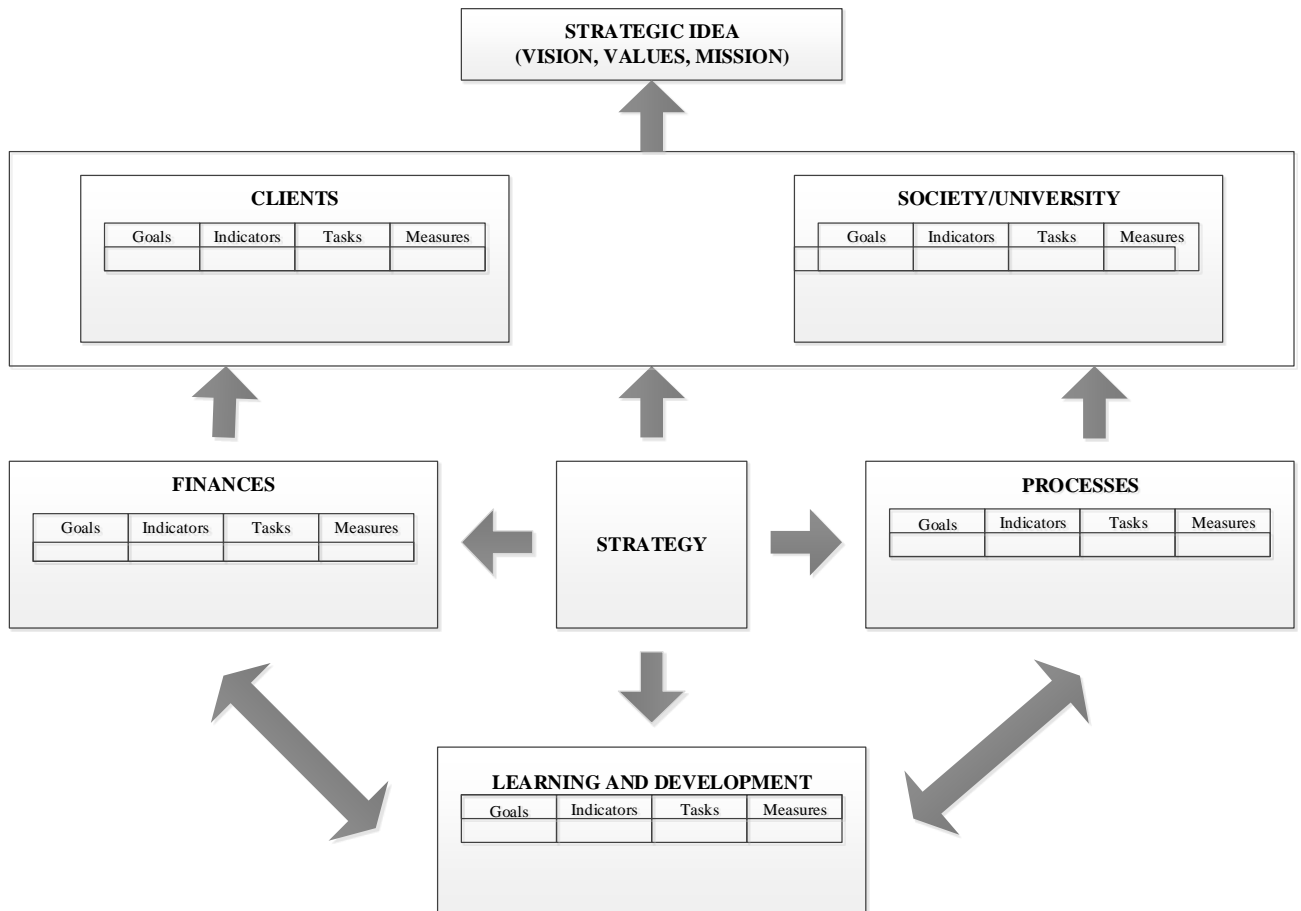 STRATEGIC IDEA
(VISION, VALUES, MISSION)
CLIENTS
Goals Indicators Tasks Measures
SOCIETY/UNIVERSITY
Goals Indicators Tasks Measures
FINANCES
Goals Indicators Tasks Measures
STRATEGY
PROCESSES
Goals Indicators Tasks Measures
LEARNING AND DEVELOPMENT
Goals Indicators Tasks Measures